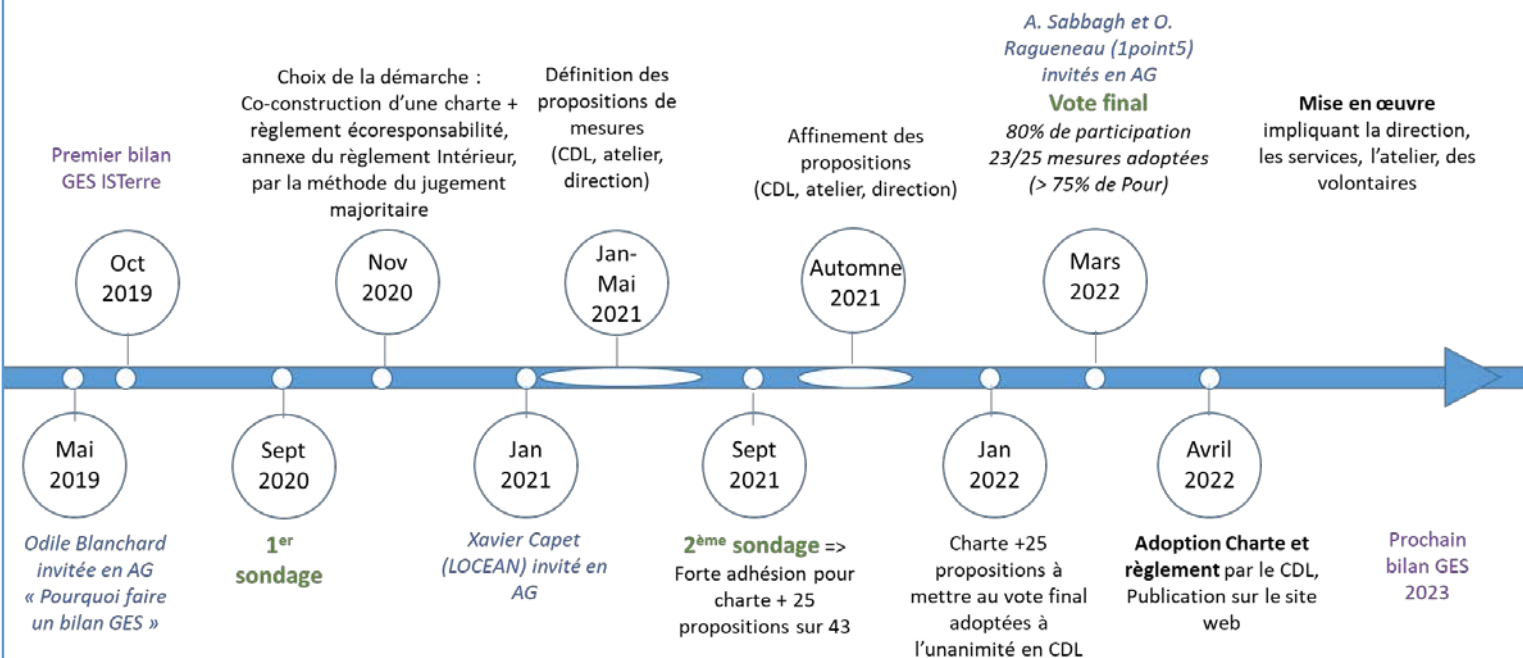 Premier bilan
GES ISTerre
Oct
2019
Choix de la démarche :
Co-construction d'une charte +
règlement écoresponsabilité,
annexe du règlement Intérieur,
par la méthode du jugement
majoritaire
Nov
2020
Définition des
propositions de
mesures
(CDL, atelier,
direction)
Jan-
Mai
2021
Affinement des
propositions
(CDL, atelier, direction)
Automne
2021
A. Sabbagh et O.
Ragueneau (1point5)
invités en AG
Vote final
80% de participation
23/25 mesures adoptées
(> 75% de Pour)
Mars
2022
Mise en œuvre
impliquant la direction,
les services, l'atelier, des
volontaires
Mai
2019
Odile Blanchard
invitée en AG
« Pourquoi faire
un bilan GES »
Sept
2020
1er
sondage
Jan
2021
Xavier Capet
(LOCEAN) invité en
AG
Sept
2021
2ème sondage =>
Forte adhésion pour
charte + 25
propositions sur 43
Jan
2022
Charte +25
propositions à
mettre au vote final
adoptées à
l'unanimité en CDL
Avril
2022
Adoption Charte et
règlement par le CDL,
Publication sur le site
web
Prochain
bilan GES
2023